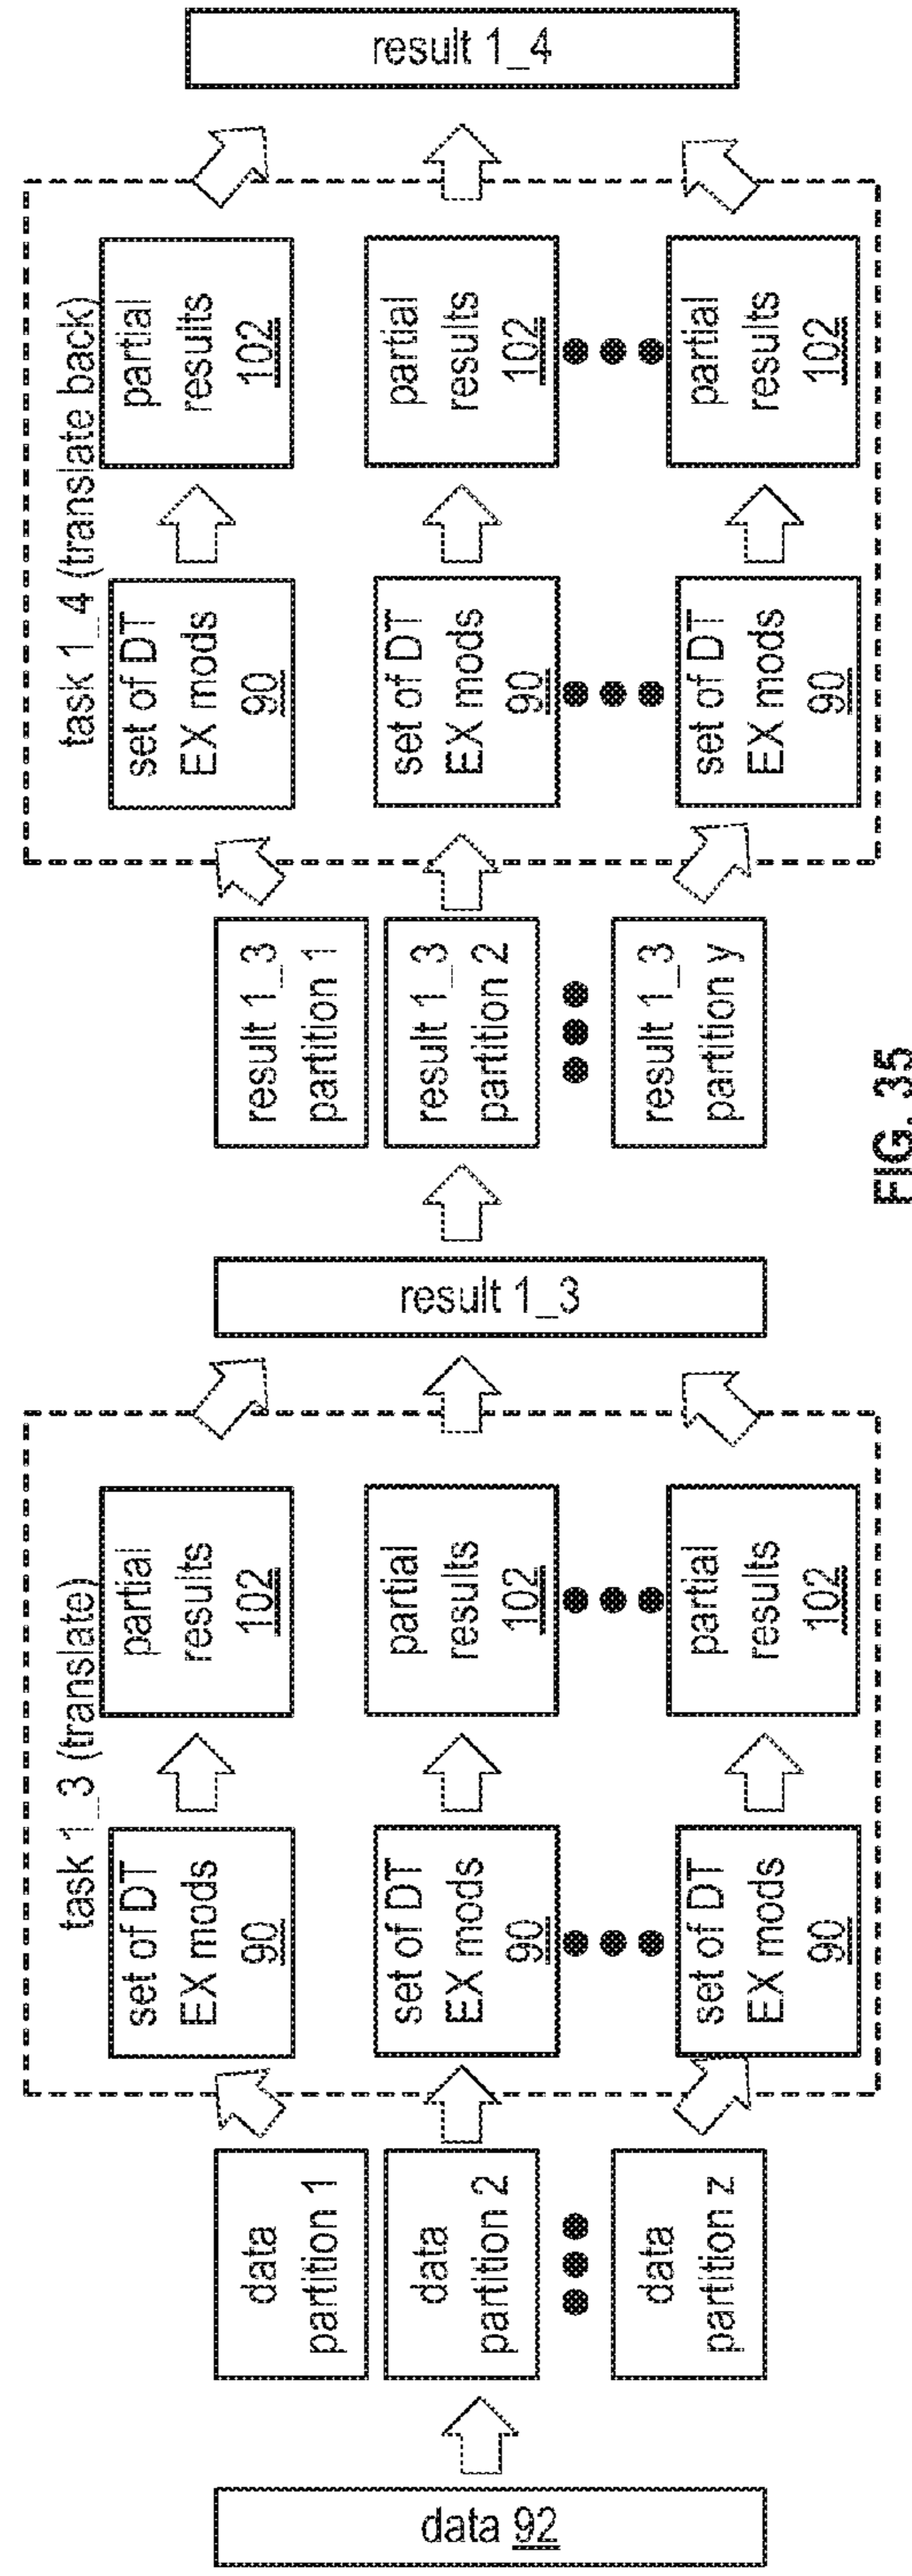 data 92
data
partition 1
data
partition 2
data
partition z
task 1_3 (translate)
set of DT
EX mods
90
set of DT
EX mods
90
set of DT
EX mods
90
partial
results
102
partial
results
102
partial
results
102
result 1_3
result 1_3
partition 1
result 1_3
partition 2
result 1_3
partition y
task 1_4 (translate back)
set of DT
EX mods
90
set of DT
EX mods
90
set of DT
EX mods
90
partial
results
102
partial
results
102
partial
results
102
result 1_4
FIG. 35